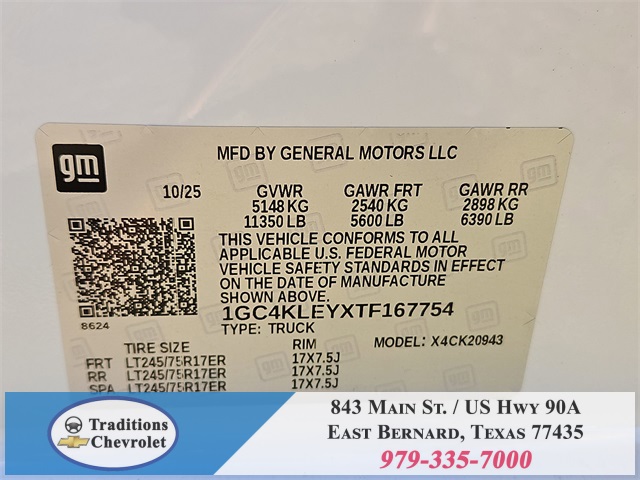 gm
MFD BY GENERAL MOTORS LLC
10/25 GVWR GAWR FRT GAWR RR
5148 KG 2540 KG 2898 KG
11350 LB 5600 LB 6390 LB
THIS VEHICLE CONFORMS TO ALL
APPLICABLE U.S. FEDERAL MOTOR
VEHICLE SAFETY STANDARDS IN EFFECT
ON THE DATE OF MANUFACTURE
SHOWN ABOVE.
8624
1GC4KLEYXTF167754
TYPE: TRUCK
MODEL: X4CK20943
TIRE SIZE RIM
FRT LT245/75R17ER 17X7.5J
RR LT245/75R17ER 17X7.5J
SPA LT245/75R17ER 17X7.5J
Traditions
Chevrolet
843 Main St. / US Hwy 90A
East Bernard, Texas 77435
979-335-7000